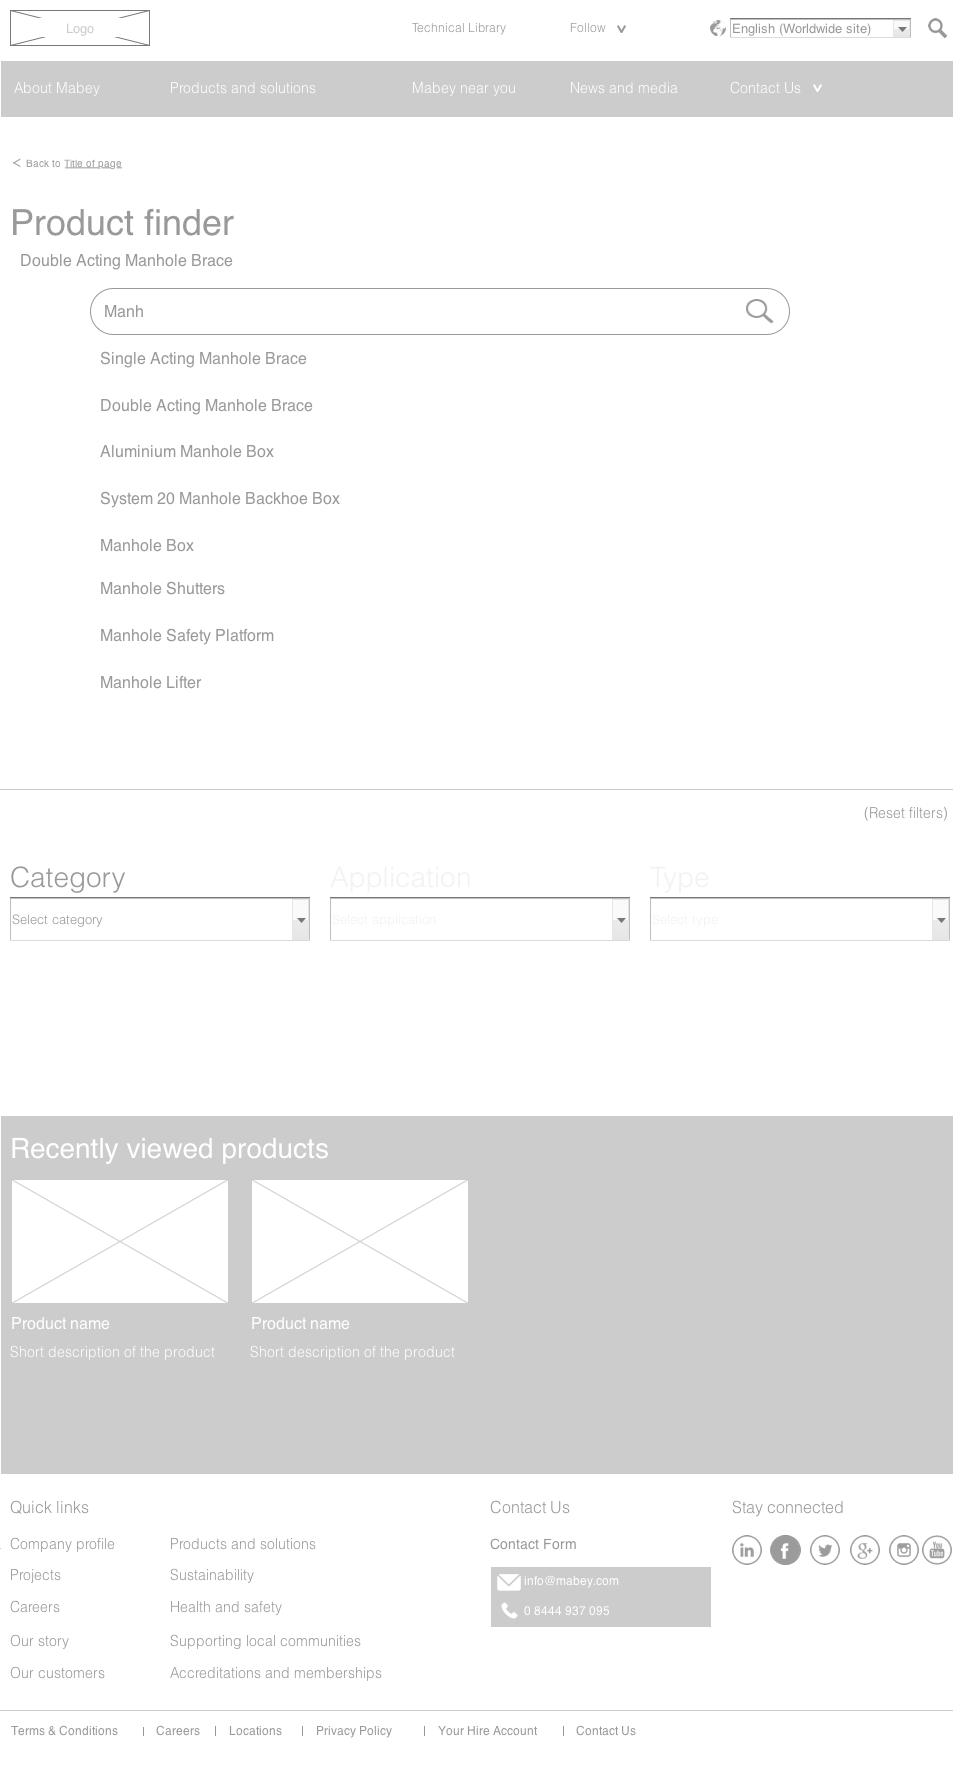 Logo
Technical Library
Follow
English (Worldwide site)
About Mabey
Products and solutions
Mabey near you
News and media
Contact Us
< Back to Title of page
Product finder
Double Acting Manhole Brace
Manh
Single Acting Manhole Brace
Double Acting Manhole Brace
Aluminium Manhole Box
System 20 Manhole Backhoe Box
Manhole Box
Manhole Shutters
Manhole Safety Platform
Manhole Lifter
(Reset filters)
Category
Application
Type
Select category
Select application
Select type
Recently viewed products
Product name
Product name
Short description of the product
Short description of the product
Quick links
Contact Us
Stay connected
Company profile
Products and solutions
Contact Form
in
f
g+
You
Tube
Projects
Sustainability
info@mabey.com
Careers
Health and safety
0 8444 937 095
Our story
Supporting local communities
Our customers
Accreditations and memberships
Terms & Conditions | Careers | Locations | Privacy Policy | Your Hire Account | Contact Us